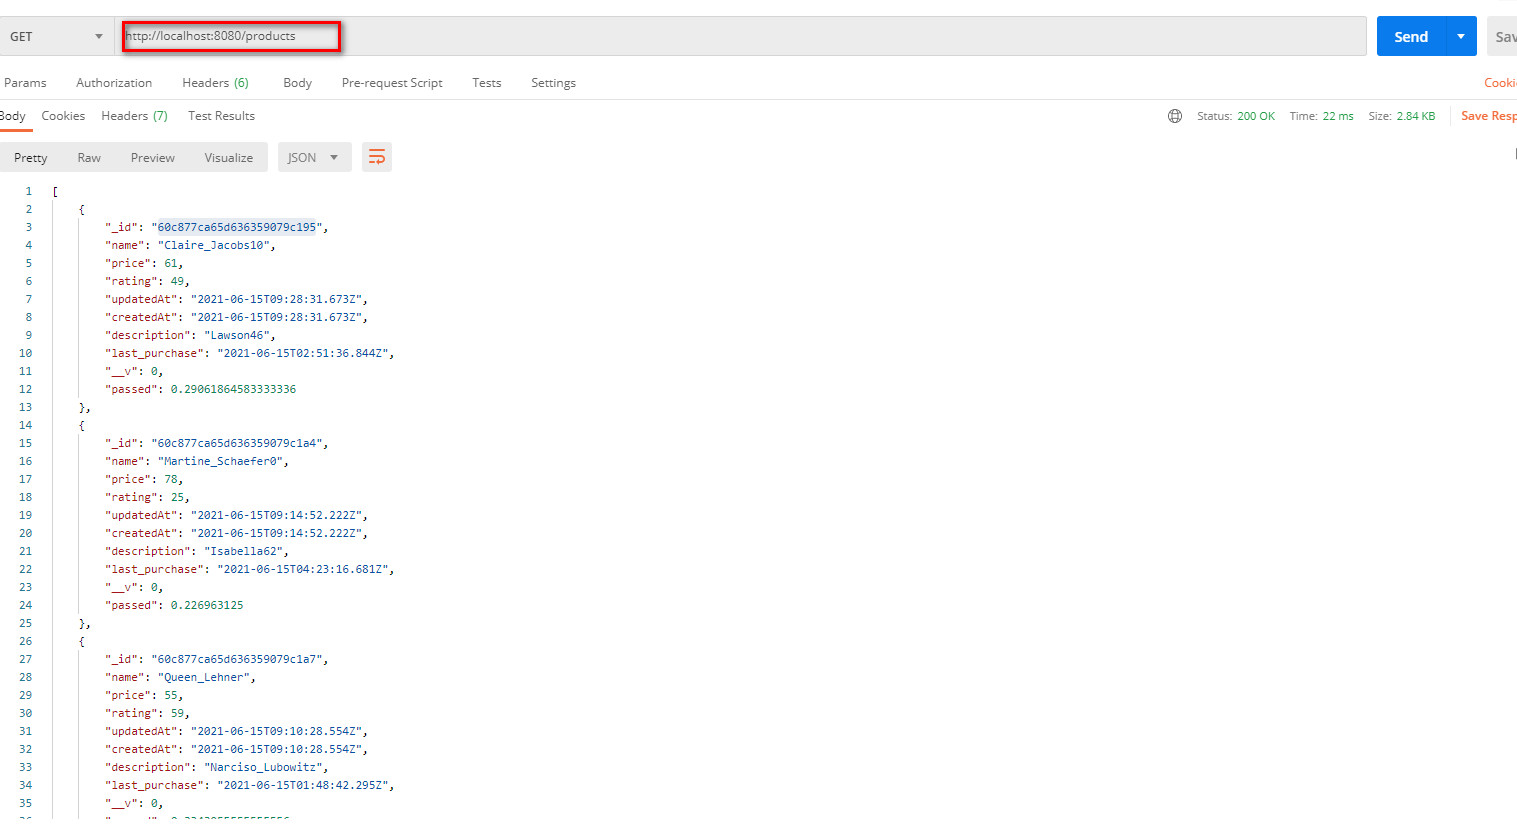 GET http://localhost:8080/products Send
Params Authorization Headers (6) Body Pre-request Script Tests Settings
Body Cookies Headers (7) Test Results Status: 200 OK Time: 22 ms Size: 2.84 KB Save
Pretty Raw Preview Visualize JSON
1 [
2 {
3 "_id": "60c877ca65d636359079c195",
4 "name": "Claire_Jacobs10",
5 "price": 61,
6 "rating": 49,
7 "updatedAt": "2021-06-15T09:28:31.673Z",
8 "createdAt": "2021-06-15T09:28:31.673Z",
9 "description": "Lawson46",
10 "last_purchase": "2021-06-15T02:51:36.844Z",
11 "__v": 0,
12 "passed": 0.29061864583333336
13 },
14 {
15 "_id": "60c877ca65d636359079c1a4",
16 "name": "Martine_Schaefer0",
17 "price": 78,
18 "rating": 25,
19 "updatedAt": "2021-06-15T09:14:52.222Z",
20 "createdAt": "2021-06-15T09:14:52.222Z",
21 "description": "Isabella62",
22 "last_purchase": "2021-06-15T04:23:16.681Z",
23 "__v": 0,
24 "passed": 0.226963125
25 },
26 {
27 "_id": "60c877ca65d636359079c1a7",
28 "name": "Queen_Lehner",
29 "price": 55,
30 "rating": 59,
31 "updatedAt": "2021-06-15T09:10:28.554Z",
32 "createdAt": "2021-06-15T09:10:28.554Z",
33 "description": "Narciso_Lubowitz",
34 "last_purchase": "2021-06-15T01:48:42.295Z",
35 "__v": 0,